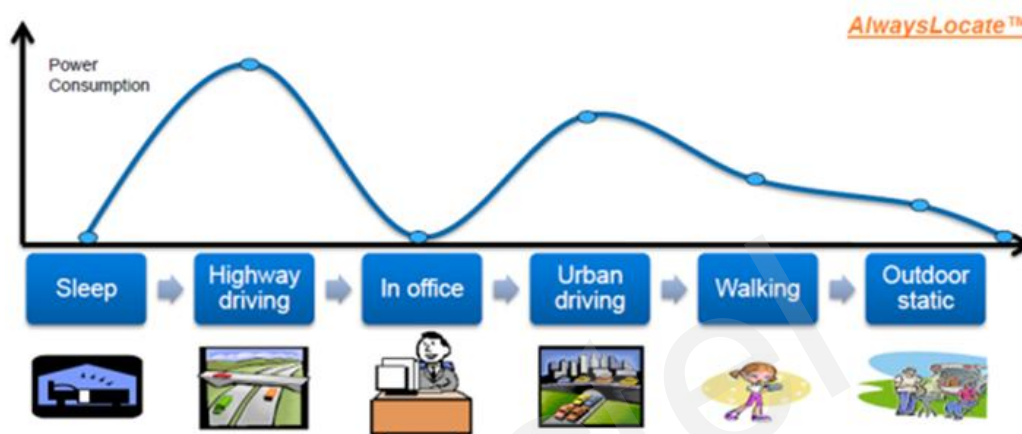 AlwaysLocate™
Power
Consumption
Sleep
Highway
driving
In office
Urban
driving
Walking
Outdoor
static